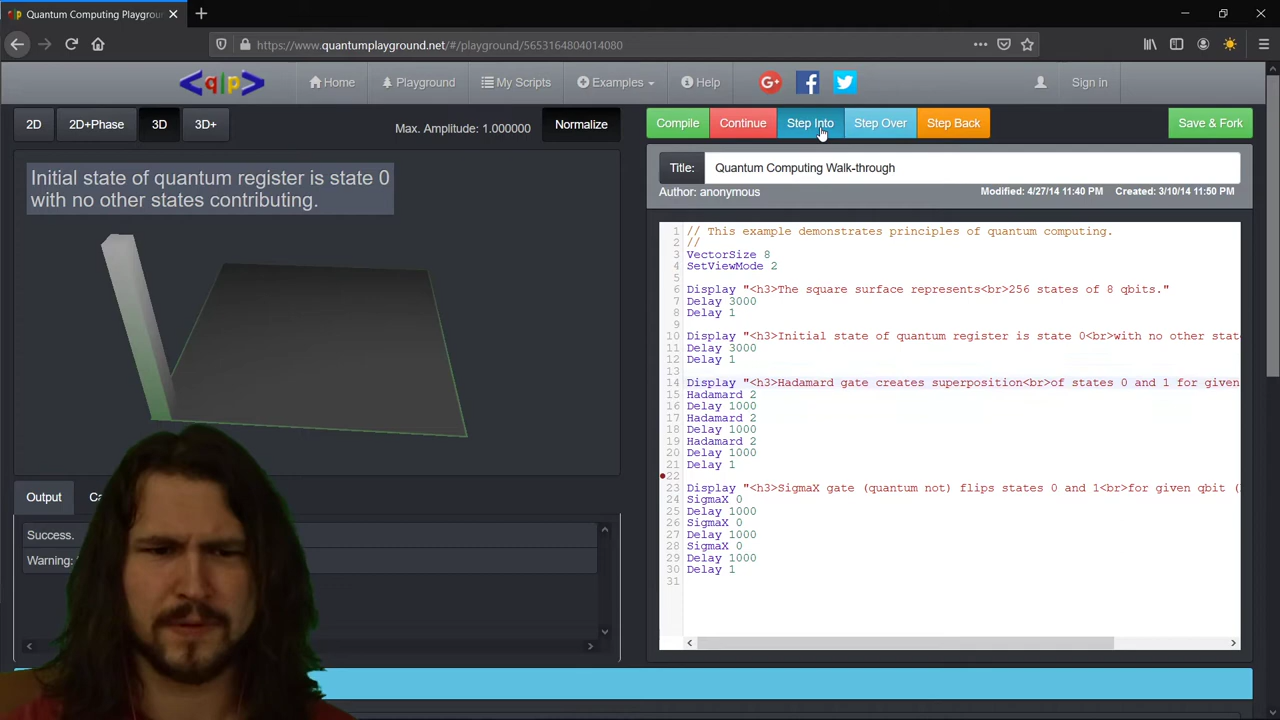 Quantum Computing Playgroun
https://www.quantumplayground.net/#/playground/5653164804014080
<q|p>
Home
Playground
My Scripts
Examples
Help
Sign in
2D
2D+Phase
3D
3D+
Max. Amplitude: 1.000000
Normalize
Compile
Continue
Step Into
Step Over
Step Back
Save & Fork
Initial state of quantum register is state 0
with no other states contributing.
Title:
Quantum Computing Walk-through
Author: anonymous
Modified: 4/27/14 11:40 PM
Created: 3/10/14 11:50 PM
1 // This example demonstrates principles of quantum computing.
2 //
3 VectorSize 8
4 SetViewMode 2
5
6 Display "<h3>The square surface represents<br>256 states of 8 qbits."
7 Delay 3000
8 Delay 1
9
10 Display "<h3>Initial state of quantum register is state 0<br>with no other stat
11 Delay 3000
12 Delay 1
13
14 Display "<h3>Hadamard gate creates superposition<br>of states 0 and 1 for given
15 Hadamard 2
16 Delay 1000
17 Hadamard 2
18 Delay 1000
19 Hadamard 2
20 Delay 1000
21 Delay 1
22
23 Display "<h3>SigmaX gate (quantum not) flips states 0 and 1<br>for given qbit (
24 SigmaX 0
25 Delay 1000
26 SigmaX 0
27 Delay 1000
28 SigmaX 0
29 Delay 1000
30 Delay 1
31
Output
Ca
Success.
Warning: